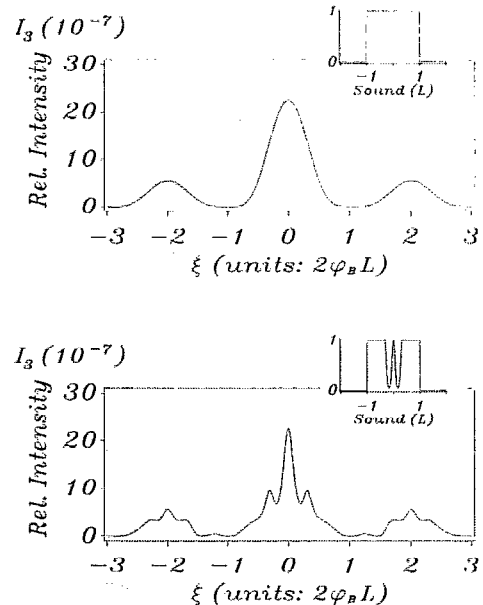 I₃ (10⁻⁷)
Rel. Intensity
30
20
10
0
−3 −2 −1 0 1 2 3
ξ (units: 2φ_B L)
1
0
−1 1
Sound (L)
I₃ (10⁻⁷)
Rel. Intensity
30
20
10
0
−3 −2 −1 0 1 2 3
ξ (units: 2φ_B L)
1
0
−1 1
Sound (L)